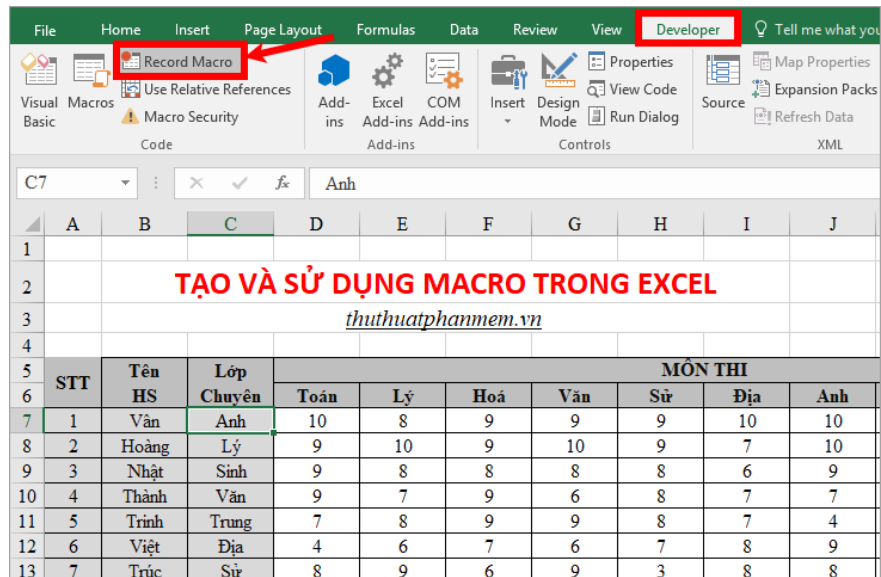 File Home Insert Page Layout Formulas Data Review View Developer Tell me what you
Record Macro Properties Map Properties
Use Relative References View Code Expansion Packs
Visual Basic Macros Macro Security Add-ins Excel Add-ins COM Add-ins Insert Design Mode Run Dialog Source Refresh Data
Code Add-ins Controls XML
C7 fx Anh
A B C D E F G H I J
1
2 TẠO VÀ SỬ DỤNG MACRO TRONG EXCEL
3 thuthuatphanmem.vn
4
5 STT Tên Lớp MÔN THI
6 HS Chuyên Toán Lý Hoá Văn Sử Địa Anh
7 1 Vân Anh 10 8 9 9 9 10 10
8 2 Hoàng Lý 9 10 9 10 9 7 10
9 3 Nhật Sinh 9 8 8 8 8 6 9
10 4 Thành Văn 9 7 9 6 8 7 7
11 5 Trinh Trung 7 8 9 9 8 7 4
12 6 Việt Địa 4 6 7 6 7 8 9
13 7 Trúc Sử 8 9 6 9 3 8 8